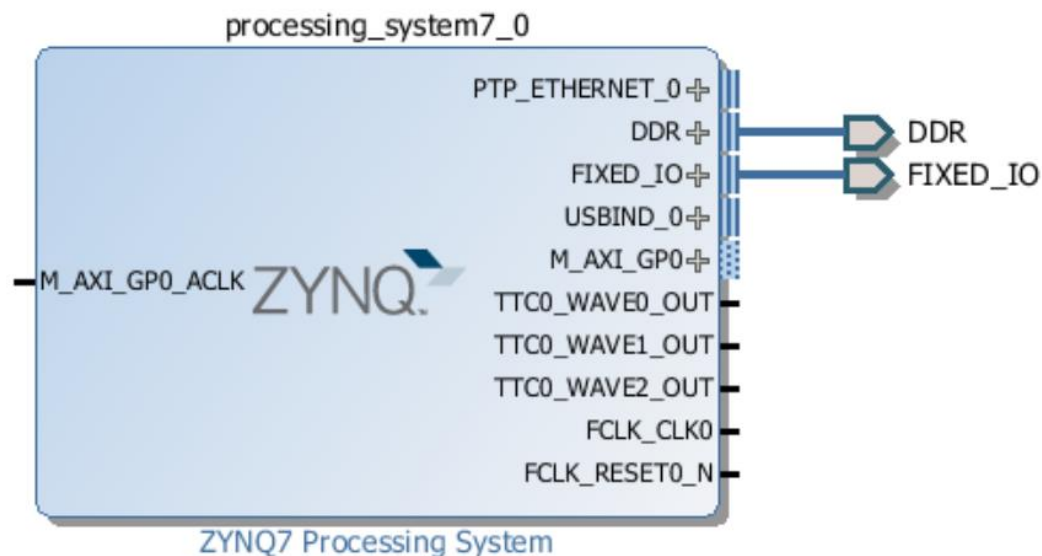 processing_system7_0
PTP_ETHERNET_0
DDR
DDR
FIXED_IO
FIXED_IO
USBIND_0
M_AXI_GP0
M_AXI_GP0_ACLK
ZYNQ
TTC0_WAVE0_OUT
TTC0_WAVE1_OUT
TTC0_WAVE2_OUT
FCLK_CLK0
FCLK_RESET0_N
ZYNQ7 Processing System